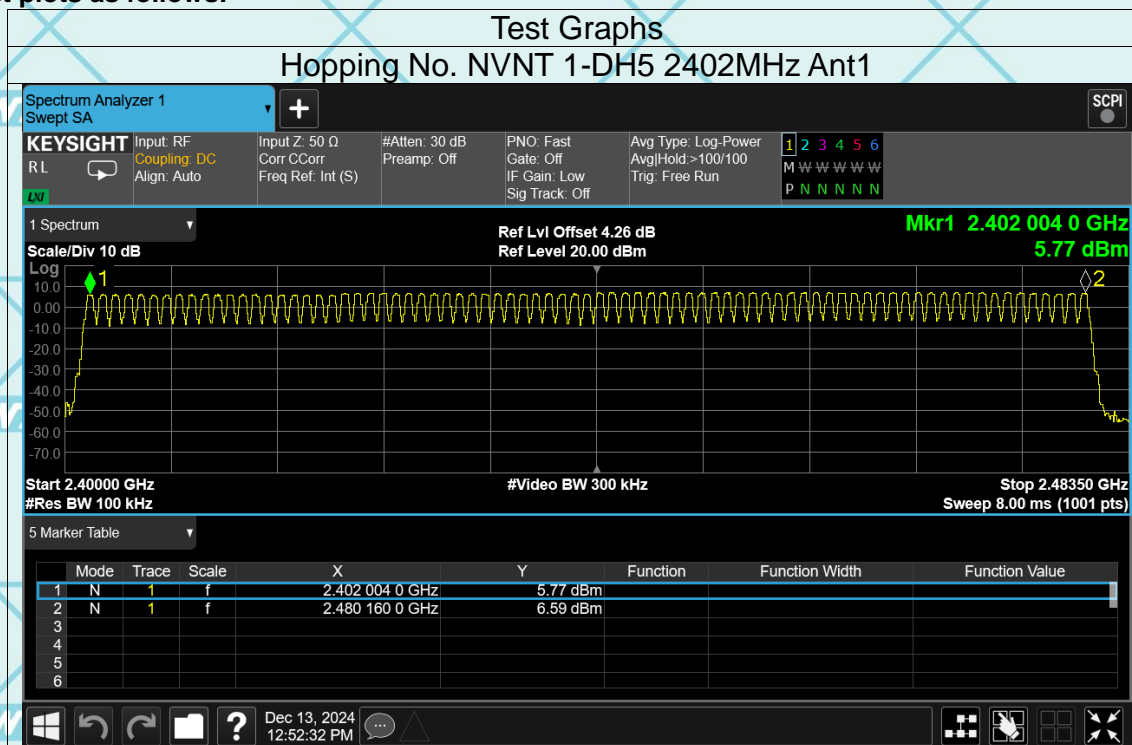 st plots as follows.
Test Graphs
Hopping No. NVNT 1-DH5 2402MHz Ant1
Spectrum Analyzer 1
Swept SA
+
SCPI
KEYSIGHT Input: RF Input Z: 50 Ω #Atten: 30 dB PNO: Fast Avg Type: Log-Power 1 2 3 4 5 6
RL Coupling: DC Corr CCorr Preamp: Off Gate: Off Avg|Hold:>100/100 M W W W W W
Align: Auto Freq Ref: Int (S) IF Gain: Low Trig: Free Run P N N N N N
LXI Sig Track: Off
1 Spectrum Ref Lvl Offset 4.26 dB Mkr1 2.402 004 0 GHz
Scale/Div 10 dB Ref Level 20.00 dBm 5.77 dBm
Log
1 2
10.0
0.00
-10.0
-20.0
-30.0
-40.0
-50.0
-60.0
-70.0
Start 2.40000 GHz #Video BW 300 kHz Stop 2.48350 GHz
#Res BW 100 kHz Sweep 8.00 ms (1001 pts)
5 Marker Table
Mode Trace Scale X Y Function Function Width Function Value
1 N 1 f 2.402 004 0 GHz 5.77 dBm
2 N 1 f 2.480 160 0 GHz 6.59 dBm
3
4
5
6
? Dec 13, 2024
12:52:32 PM